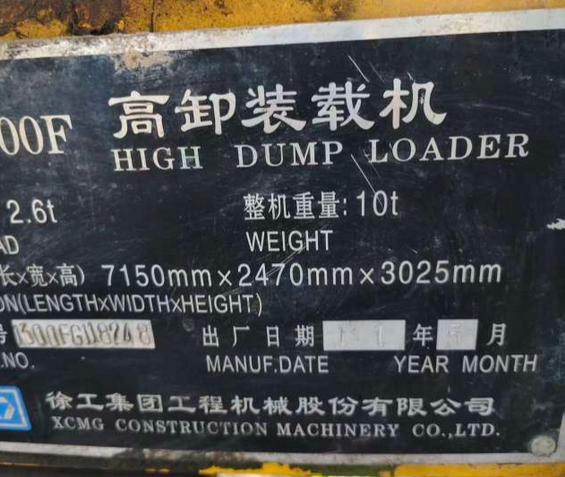 00F 高卸装载机
HIGH DUMP LOADER
2.6t 整机重量: 10t
AD WEIGHT
长×宽×高) 7150mm×2470mm×3025mm
ON(LENGTH×WIDTH×HEIGHT)
号 出厂日期 年 月
.NO. MANUF.DATE YEAR MONTH
徐工集团工程机械股份有限公司
XCMG CONSTRUCTION MACHINERY CO.,LTD.